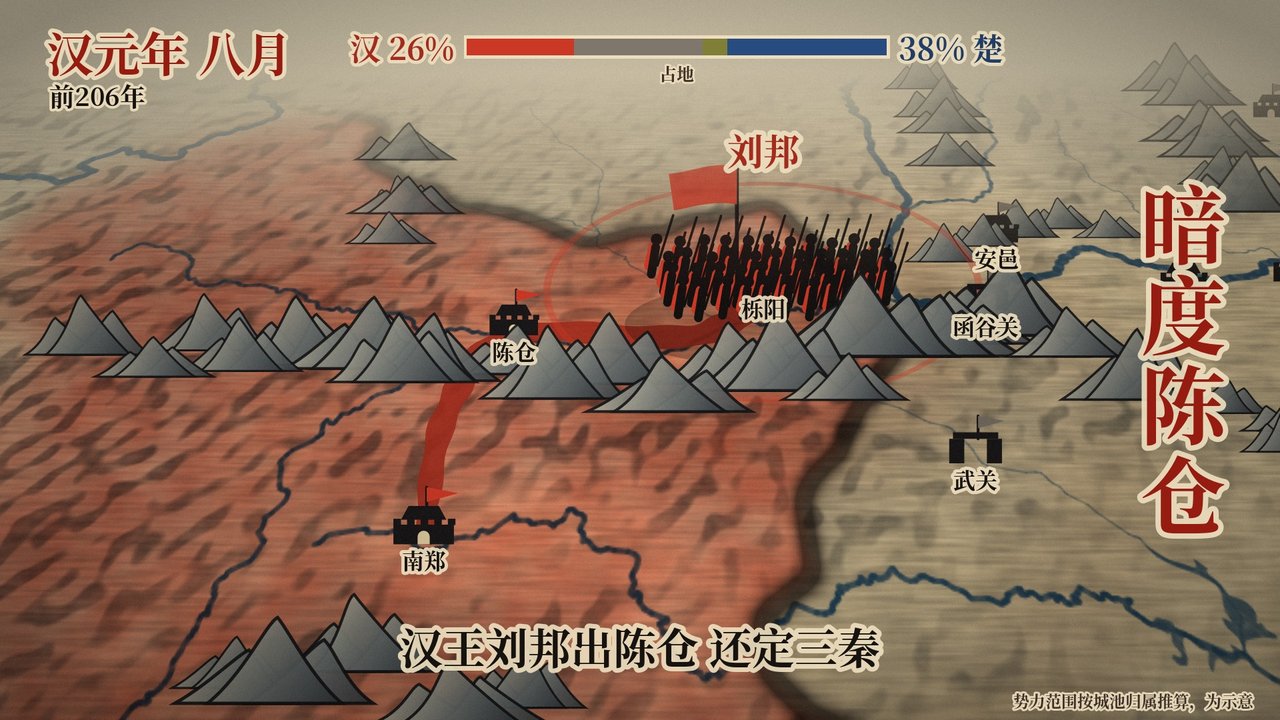 汉元年 八月
前206年
汉 26%
38% 楚
占地
刘邦
安邑
栎阳
函谷关
陈仓
武关
南郑
暗度陈仓
汉王刘邦出陈仓 还定三秦
势力范围按城池归属推算，为示意